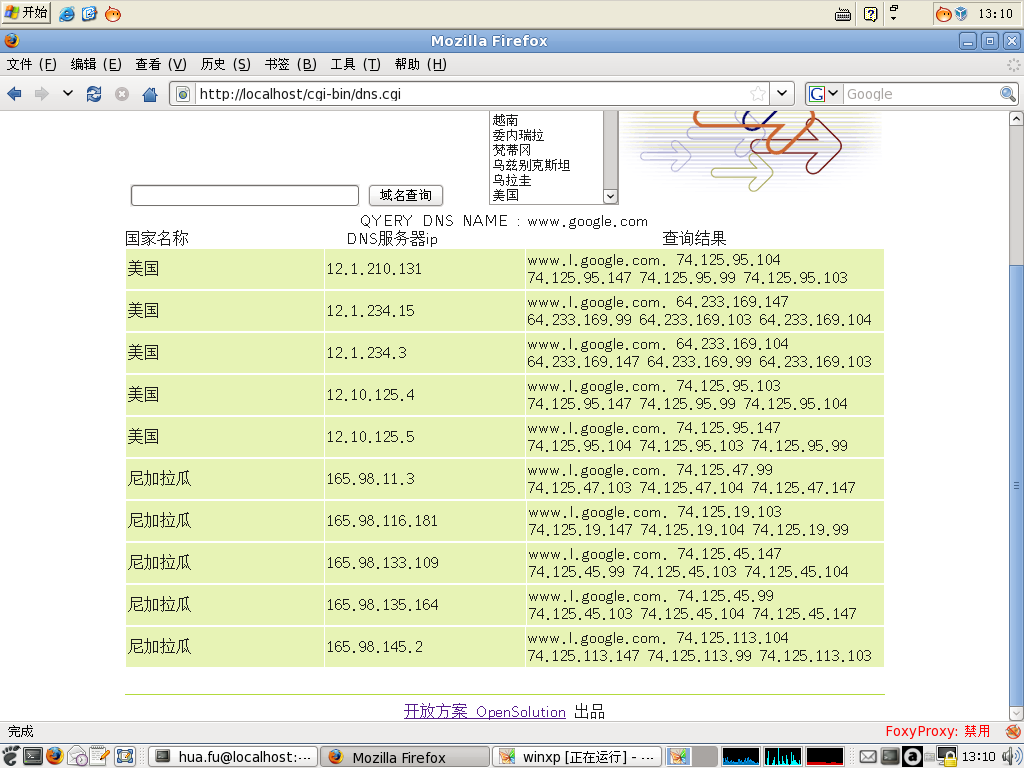 开始
13:10
Mozilla Firefox
文件 (F) 编辑 (E) 查看 (V) 历史 (S) 书签 (B) 工具 (T) 帮助 (H)
http://localhost/cgi-bin/dns.cgi
G Google
越南
委内瑞拉
梵蒂冈
乌兹别克斯坦
乌拉圭
美国
域名查询
QYERY DNS NAME : www.google.com
国家名称 DNS服务器ip 查询结果
美国 12.1.210.131 www.l.google.com. 74.125.95.104
74.125.95.147 74.125.95.99 74.125.95.103
美国 12.1.234.15 www.l.google.com. 64.233.169.147
64.233.169.99 64.233.169.103 64.233.169.104
美国 12.1.234.3 www.l.google.com. 64.233.169.104
64.233.169.147 64.233.169.99 64.233.169.103
美国 12.10.125.4 www.l.google.com. 74.125.95.103
74.125.95.147 74.125.95.99 74.125.95.104
美国 12.10.125.5 www.l.google.com. 74.125.95.147
74.125.95.104 74.125.95.103 74.125.95.99
尼加拉瓜 165.98.11.3 www.l.google.com. 74.125.47.99
74.125.47.103 74.125.47.104 74.125.47.147
尼加拉瓜 165.98.116.181 www.l.google.com. 74.125.19.103
74.125.19.147 74.125.19.104 74.125.19.99
尼加拉瓜 165.98.133.109 www.l.google.com. 74.125.45.147
74.125.45.99 74.125.45.103 74.125.45.104
尼加拉瓜 165.98.135.164 www.l.google.com. 74.125.45.99
74.125.45.103 74.125.45.104 74.125.45.147
尼加拉瓜 165.98.145.2 www.l.google.com. 74.125.113.104
74.125.113.147 74.125.113.99 74.125.113.103
开放方案 OpenSolution 出品
完成
FoxyProxy: 禁用
hua.fu@localhost:···
Mozilla Firefox
winxp [正在运行] - ···
13:10